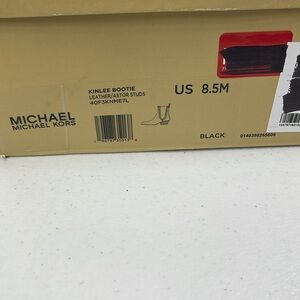 KINLEE BOOTIE
LEATHER/ASTOR STUDS
40F3KNME7L
US 8.5M
MICHAEL
MICHAEL KORS
BLACK